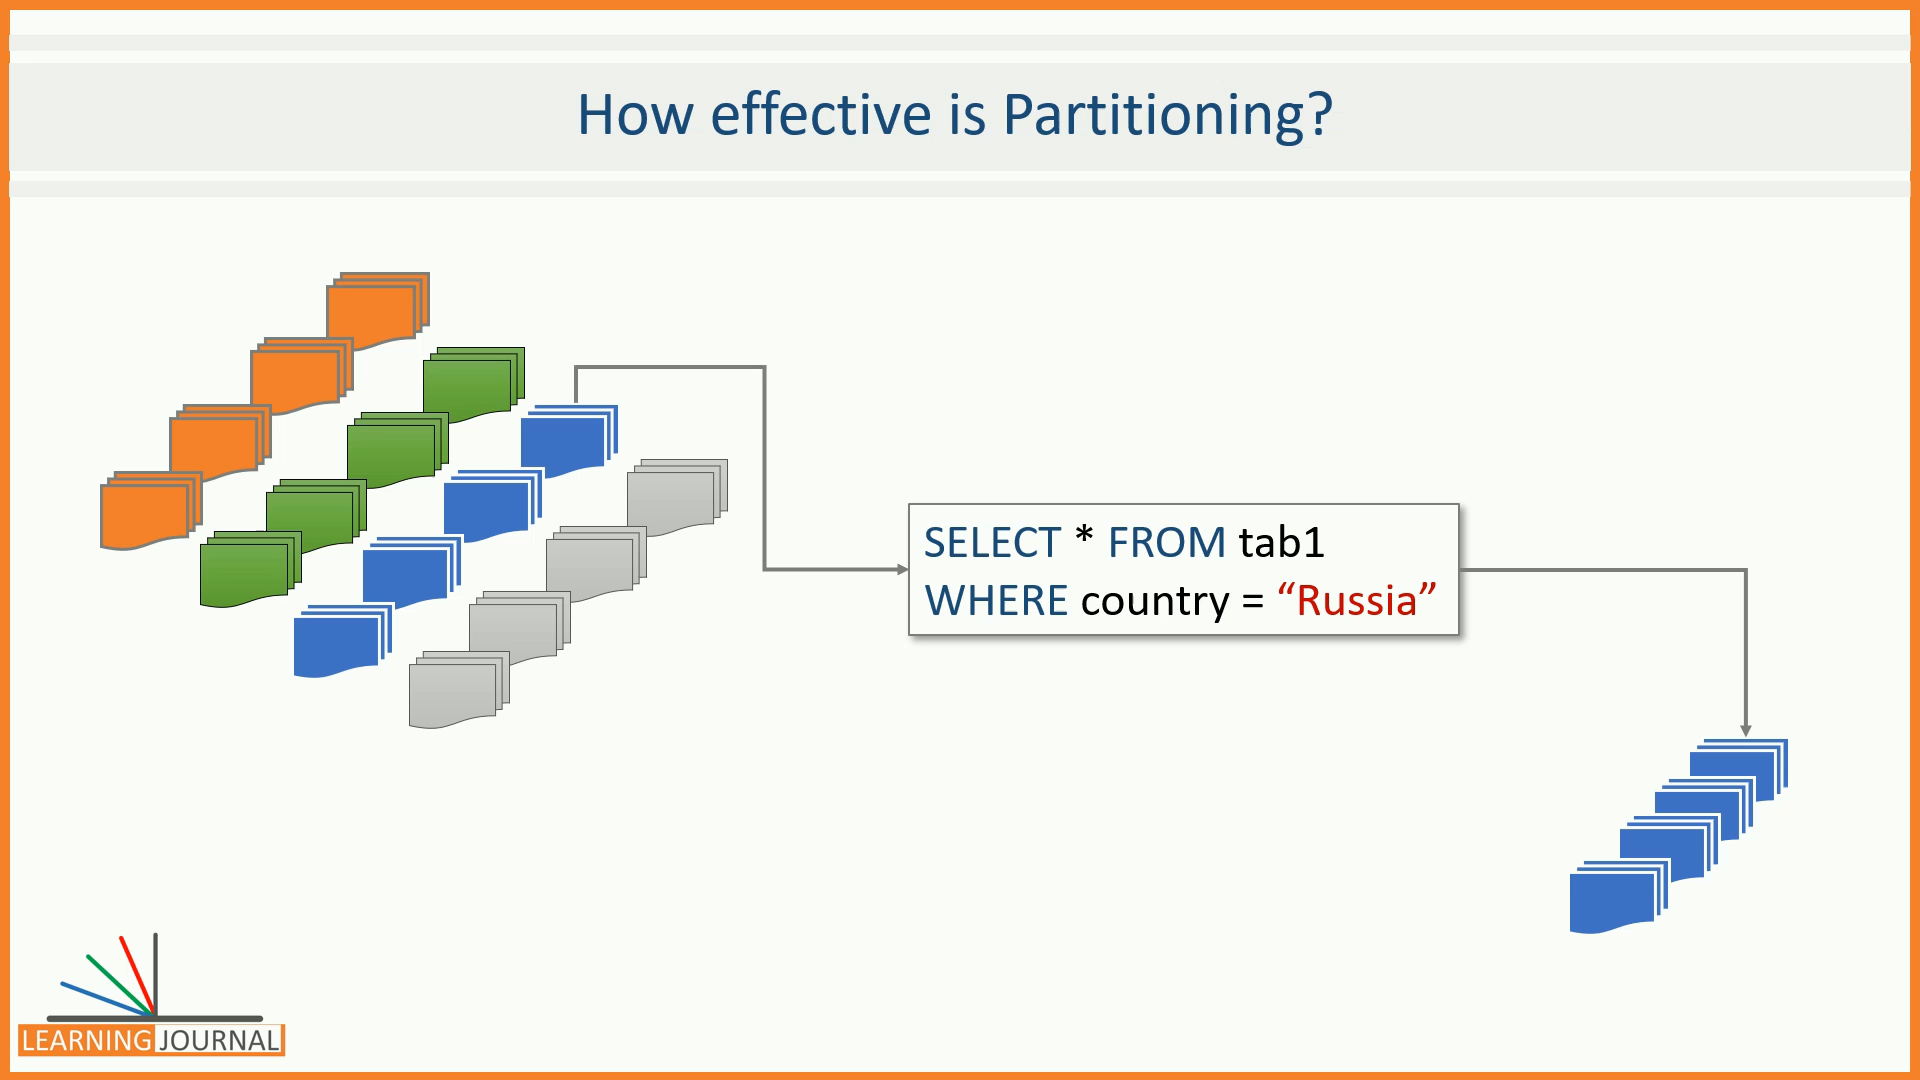 How effective is Partitioning?
SELECT * FROM tab1
WHERE country = “Russia”
LEARNING JOURNAL